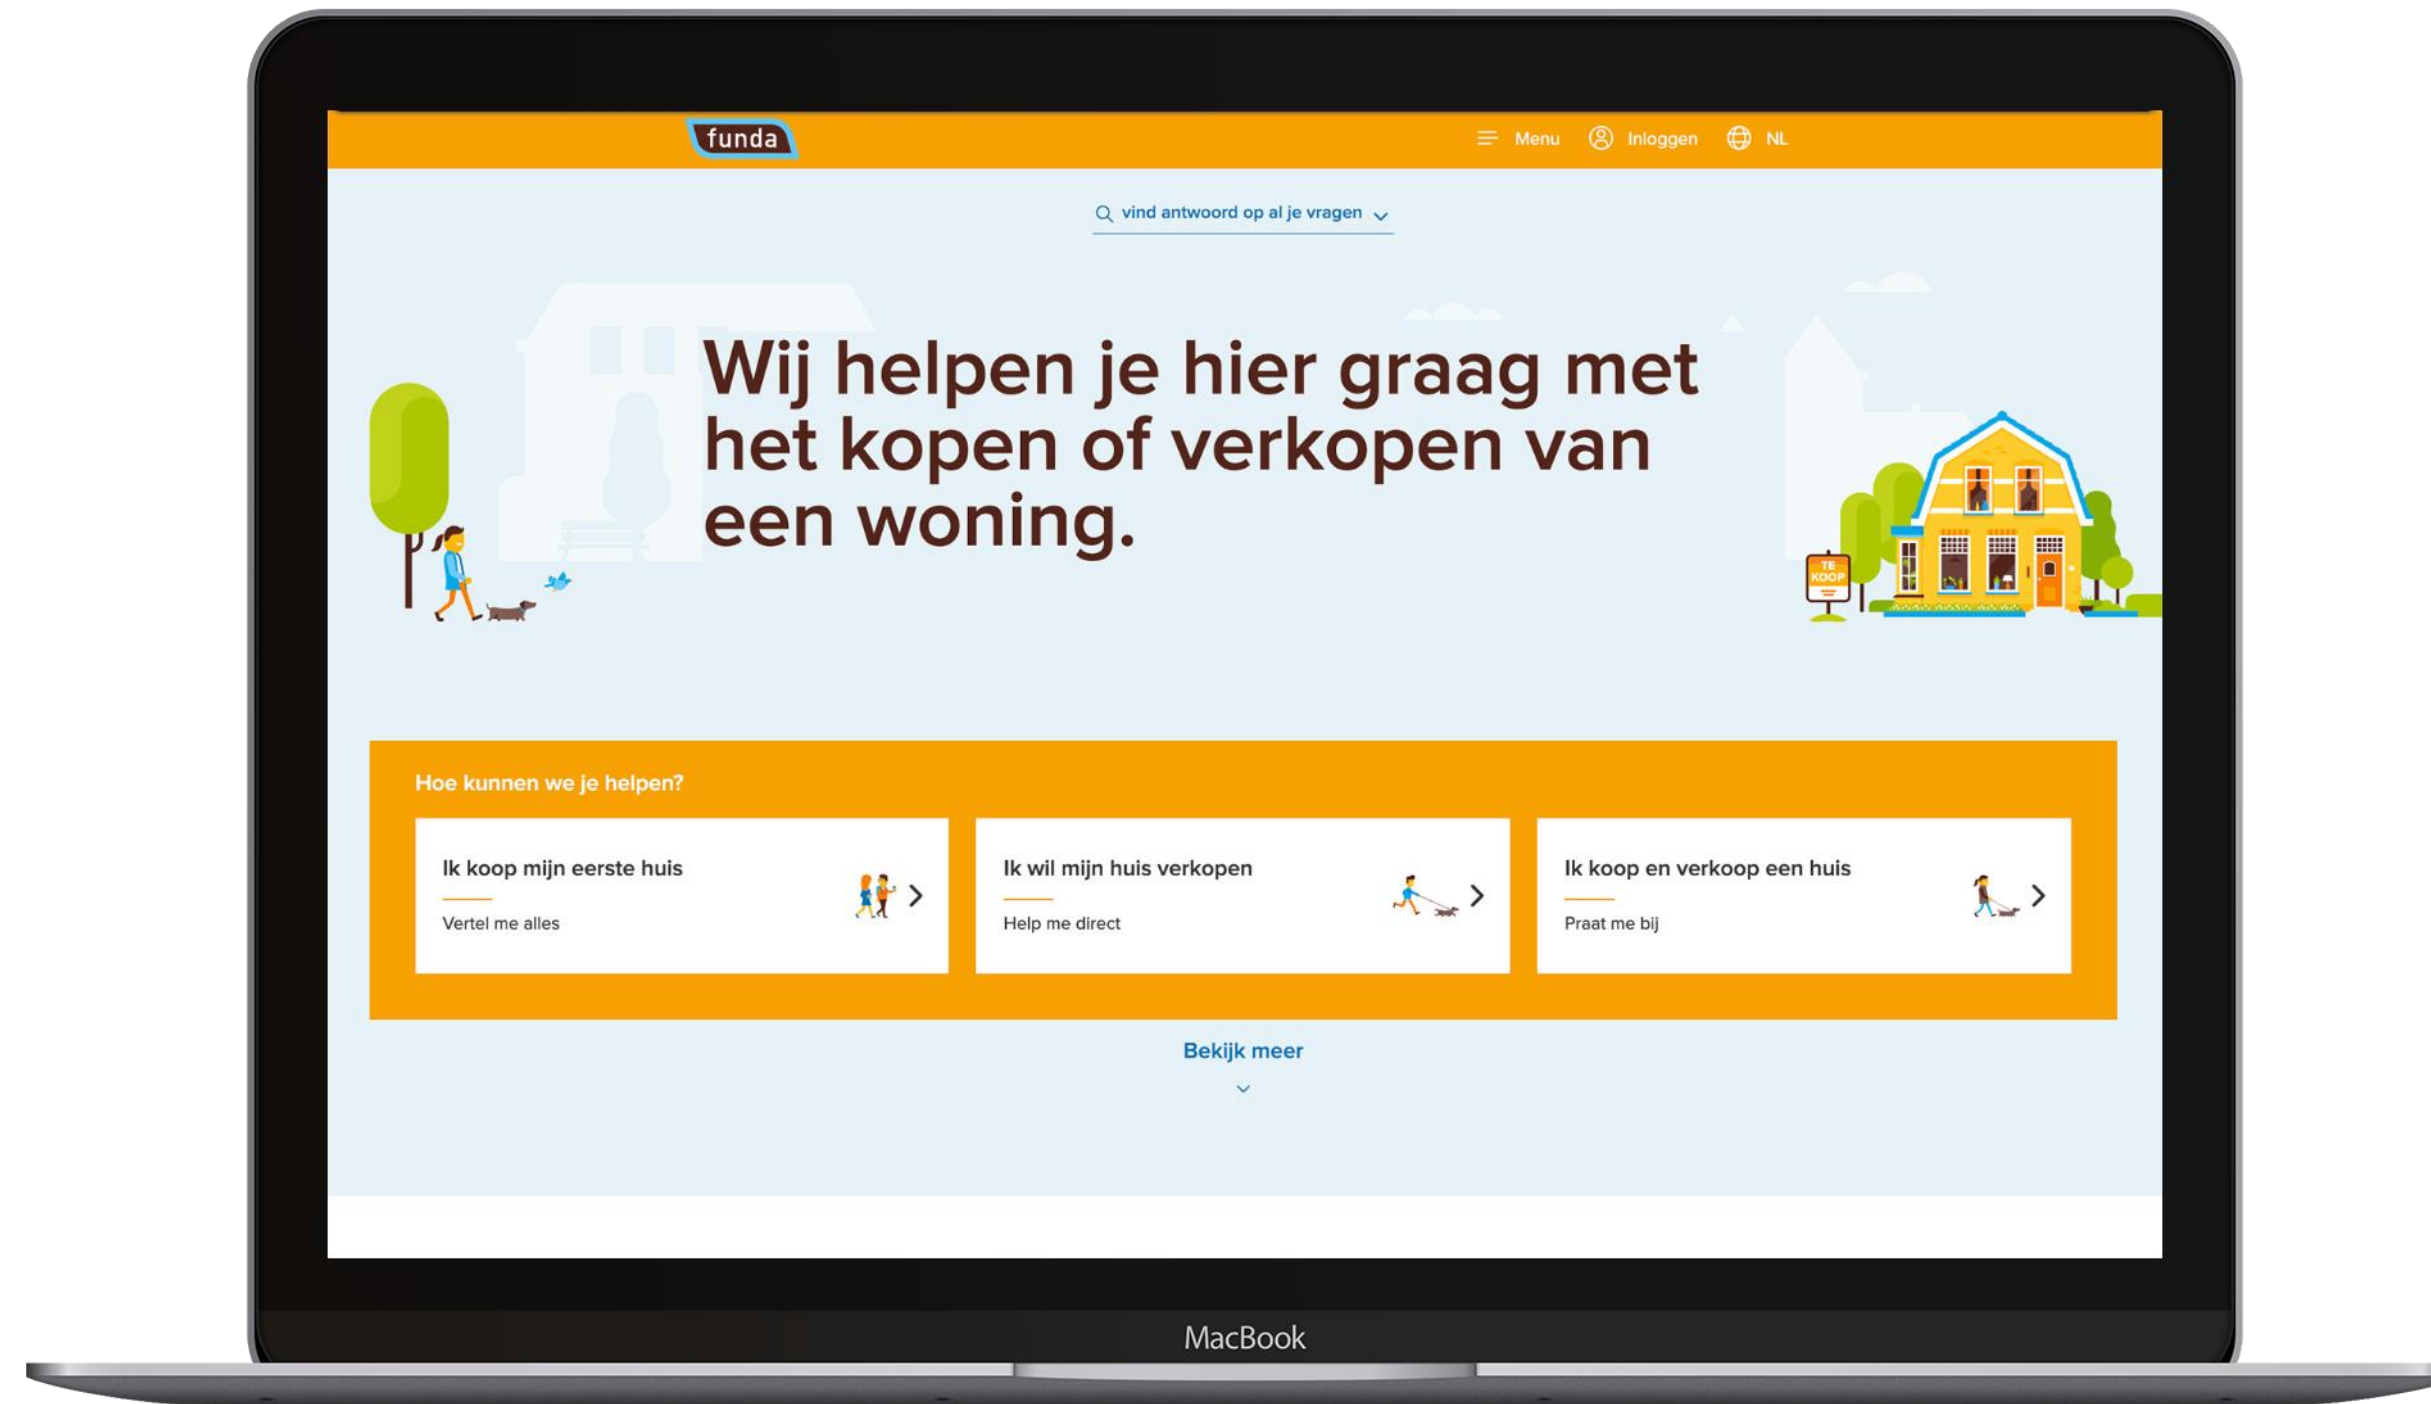 funda
Menu
Inloggen
NL
vind antwoord op al je vragen
Wij helpen je hier graag met
het kopen of verkopen van
een woning.
TE
KOOP
Hoe kunnen we je helpen?
Ik koop mijn eerste huis
Vertel me alles
Ik wil mijn huis verkopen
Help me direct
Ik koop en verkoop een huis
Praat me bij
Bekijk meer
MacBook